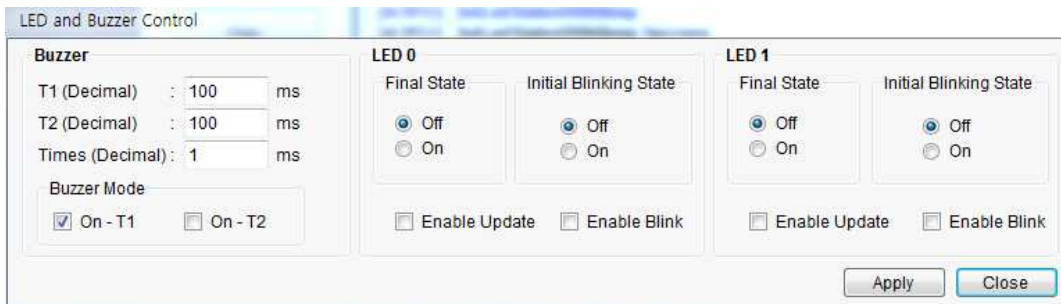 LED and Buzzer Control
Buzzer
T1 (Decimal) : 100 ms
T2 (Decimal) : 100 ms
Times (Decimal) : 1 ms
Buzzer Mode
On - T1 On - T2
LED 0
Final State Initial Blinking State
Off Off
On On
Enable Update Enable Blink
LED 1
Final State Initial Blinking State
Off Off
On On
Enable Update Enable Blink
Apply Close